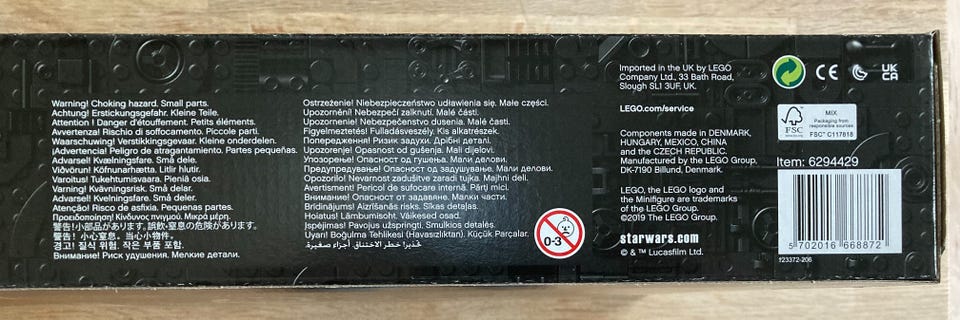 Warning! Choking hazard. Small parts.
Achtung! Erstickungsgefahr. Kleine Teile.
Attention ! Danger d'étouffement. Petits éléments.
Avvertenza! Rischio di soffocamento. Piccole parti.
Waarschuwing! Verstikkingsgevaar. Kleine onderdelen.
¡Advertencia! Peligro de atragantamiento. Partes pequeñas.
Advarsel! Kvælningsfare. Små dele.
Viðvörun! Köfnunarhætta. Litlir hlutir.
Varoitus! Tukehtumisvaara. Pieniä osia.
Varning! Kvävningsrisk. Små delar.
Advarsel! Kvelningsfare. Små deler.
Atenção! Risco de asfixia. Peças pequenas.
Προειδοποίηση! Κίνδυνος πνιγμού. Μικρά μέρη.
警告!小部品があります。誤飲、窒息の危険があります。
警告! 小心窒息。当心小物件。
경고! 질식 위험. 작은 부품 포함.
Внимание! Риск удушения. Мелкие детали.
Ostrzeżenie! Niebezpieczeństwo udławienia się. Małe części.
Upozornění! Nebezpečí zalknutí. Malé části.
Upozornenie! Nebezpečenstvo dusenia. Malé časti.
Figyelmeztetés! Fulladásveszély. Kis alkatrészek.
Попередження! Ризик задухи. Дрібні деталі.
Upozorenje! Opasnost od gušenja. Mali dijelovi.
Упозорење! Опасност од гушења. Мали делови.
Предупредување! Опасност од задушување. Мали делови.
Opozorilo! Nevarnost zadušitve zaradi tujka. Majhni deli.
Avertisment! Pericol de sufocare internă. Părți mici.
Внимание! Опасност от задавяне. Малки части.
Brīdinājums! Aizrīšanās risks. Sīkas detaļas.
Hoiatus! Lämbumisoht. Väikesed osad.
Įspėjimas! Pavojus užspringti. Smulkios detalės.
Uyarı! Boğulma Tehlikesi (Havasızlıktan). Küçük Parçalar.
تحذير! خطر الاختناق. أجزاء صغيرة.
0-3
Imported in the UK by LEGO
Company Ltd., 33 Bath Road,
Slough SL1 3UF, UK.
LEGO.com/service
Components made in DENMARK,
HUNGARY, MEXICO, CHINA
and the CZECH REPUBLIC.
Manufactured by the LEGO Group,
DK-7190 Billund, Denmark.
LEGO, the LEGO logo and
the Minifigure are trademarks
of the LEGO Group.
©2019 The LEGO Group.
starwars.com
© & ™ Lucasfilm Ltd.
CE
UK
CA
FSC
MIX
Packaging from
responsible sources
FSC® C117818
Item: 6294429
5 702016 668872
123372-206